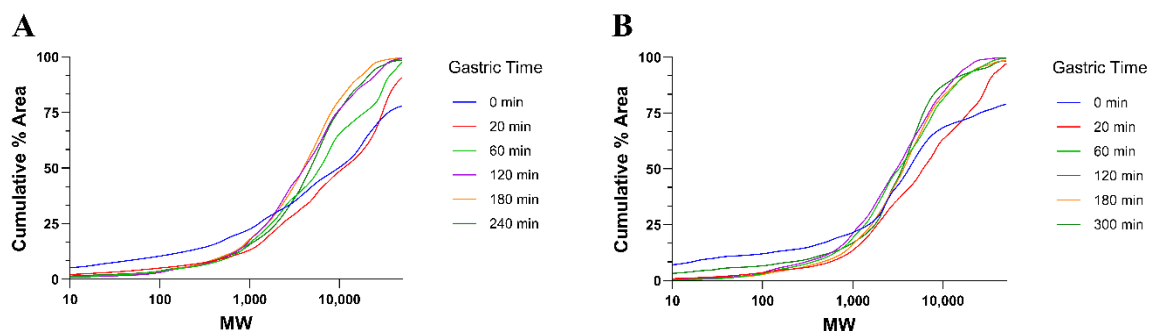 A
Cumulative % Area
100
75
50
25
0
10
100
1,000
10,000
MW
Gastric Time
0 min
20 min
60 min
120 min
180 min
240 min
B
Cumulative % Area
100
75
50
25
0
10
100
1,000
10,000
MW
Gastric Time
0 min
20 min
60 min
120 min
180 min
300 min